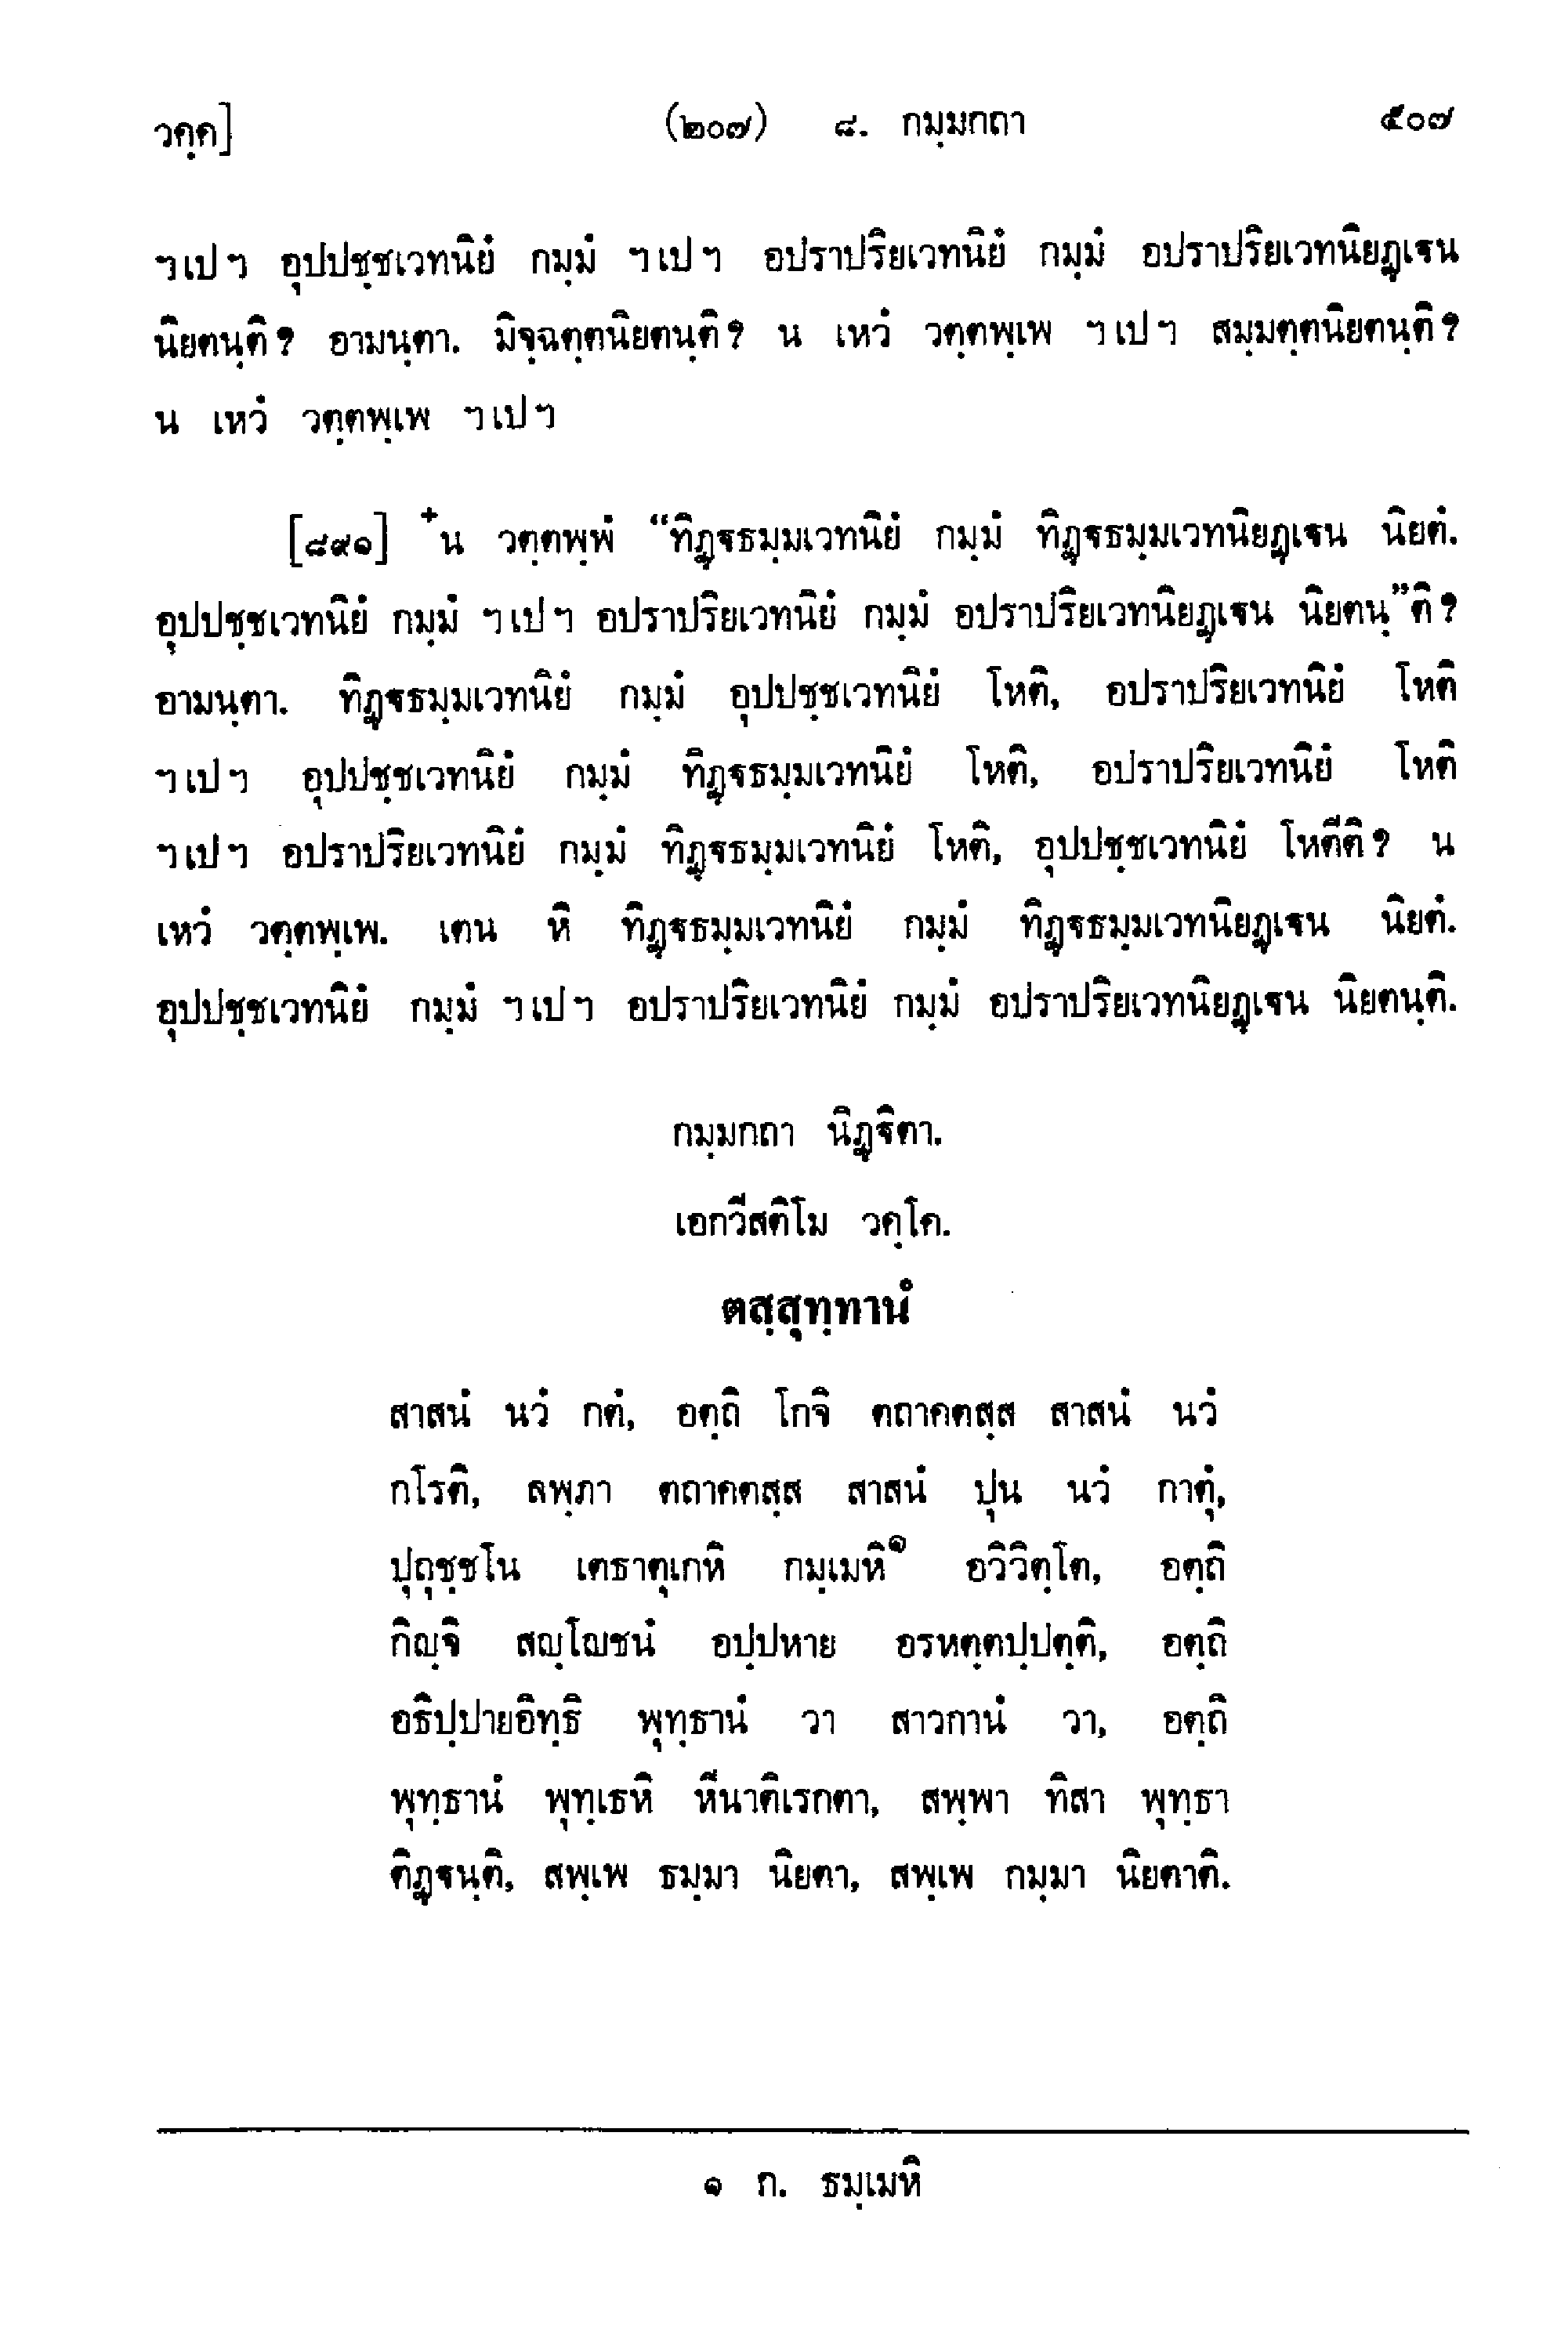 วคฺค] (๒๐๗) ๘. กมฺมกถา ๕๐๗
ฯเปฯ อุปปชฺชเวทนียํ กมฺมํ ฯเปฯ อปราปริยเวทนียํ กมฺมํ อปราปริยเวทนียฏฺเฐน
นิยตนฺติ? อามนฺตา. มิจฺฉตฺตนิยตนฺติ? น เหวํ วตฺตพฺเพ ฯเปฯ สมฺมตฺตนิยตนฺติ?
น เหวํ วตฺตพฺเพ ฯเปฯ
[๘๙๑] ⁺น วตฺตพฺพํ “ทิฏฺฐธมฺมเวทนียํ กมฺมํ ทิฏฺฐธมฺมเวทนียฏฺเฐน นิยตํ.
อุปปชฺชเวทนียํ กมฺมํ ฯเปฯ อปราปริยเวทนียํ กมฺมํ อปราปริยเวทนียฏฺเฐน นิยตนฺ”ติ?
อามนฺตา. ทิฏฺฐธมฺมเวทนียํ กมฺมํ อุปปชฺชเวทนียํ โหติ, อปราปริยเวทนียํ โหติ
ฯเปฯ อุปปชฺชเวทนียํ กมฺมํ ทิฏฺฐธมฺมเวทนียํ โหติ, อปราปริยเวทนียํ โหติ
ฯเปฯ อปราปริยเวทนียํ กมฺมํ ทิฏฺฐธมฺมเวทนียํ โหติ, อุปปชฺชเวทนียํ โหตีติ? น
เหวํ วตฺตพฺเพ. เตน หิ ทิฏฺฐธมฺมเวทนียํ กมฺมํ ทิฏฺฐธมฺมเวทนียฏฺเฐน นิยตํ.
อุปปชฺชเวทนียํ กมฺมํ ฯเปฯ อปราปริยเวทนียํ กมฺมํ อปราปริยเวทนียฏฺเฐน นิยตนฺติ.
กมฺมกถา นิฏฺฐิตา.
เอกวีสติโม วคฺโค.
ตสฺสุทฺทานํ
สาสนํ นวํ กตํ, อตฺถิ โกจิ ตถาคตสฺส สาสนํ นวํ
กโรติ, ลพฺภา ตถาคตสฺส สาสนํ ปุน นวํ กาตุํ,
ปุถุชฺชโน เตธาตุเกหิ กมฺเมหิ๑ อวิวิตฺโต, อตฺถิ
กิญฺจิ สญฺโญชนํ อปฺปหาย อรหตฺตปฺปตฺติ, อตฺถิ
อธิปฺปายอิทฺธิ พุทฺธานํ วา สาวกานํ วา, อตฺถิ
พุทฺธานํ พุทฺเธหิ หีนาติเรกตา, สพฺพา ทิสา พุทฺธา
ติฏฺฐนฺติ, สพฺเพ ธมฺมา นิยตา, สพฺเพ กมฺมา นิยตาติ.
๑ ก. ธมฺเมหิ